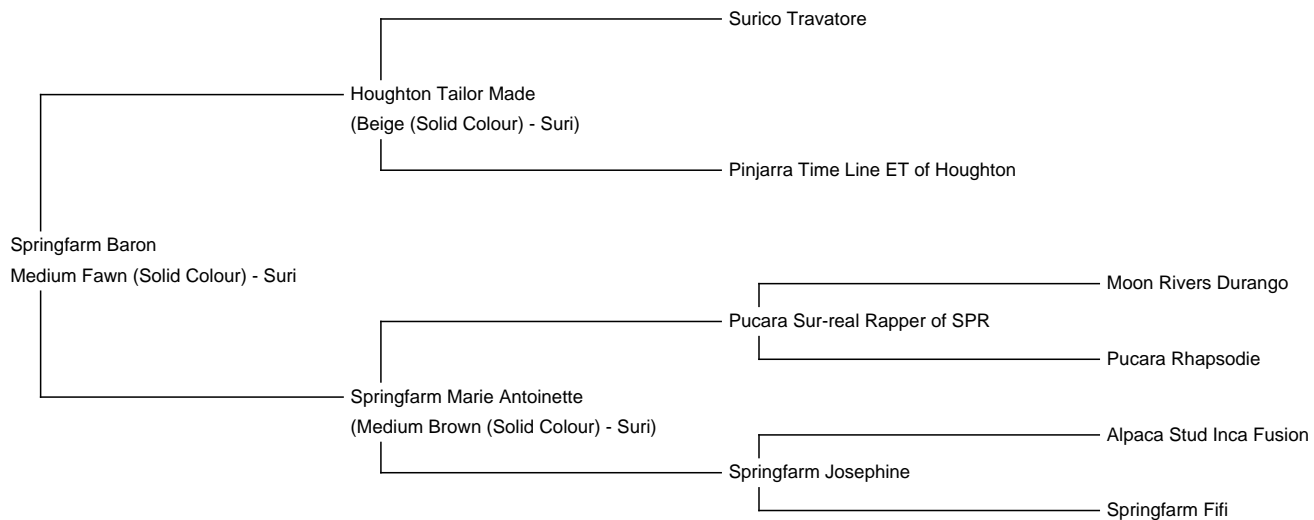 Surico Travatore
Houghton Tailor Made
(Beige (Solid Colour) - Suri)
Pinjarra Time Line ET of Houghton
Springfarm Baron
Medium Fawn (Solid Colour) - Suri
Moon Rivers Durango
Pucara Sur-real Rapper of SPR
Pucara Rhapsodie
Springfarm Marie Antoinette
(Medium Brown (Solid Colour) - Suri)
Alpaca Stud Inca Fusion
Springfarm Josephine
Springfarm Fifi